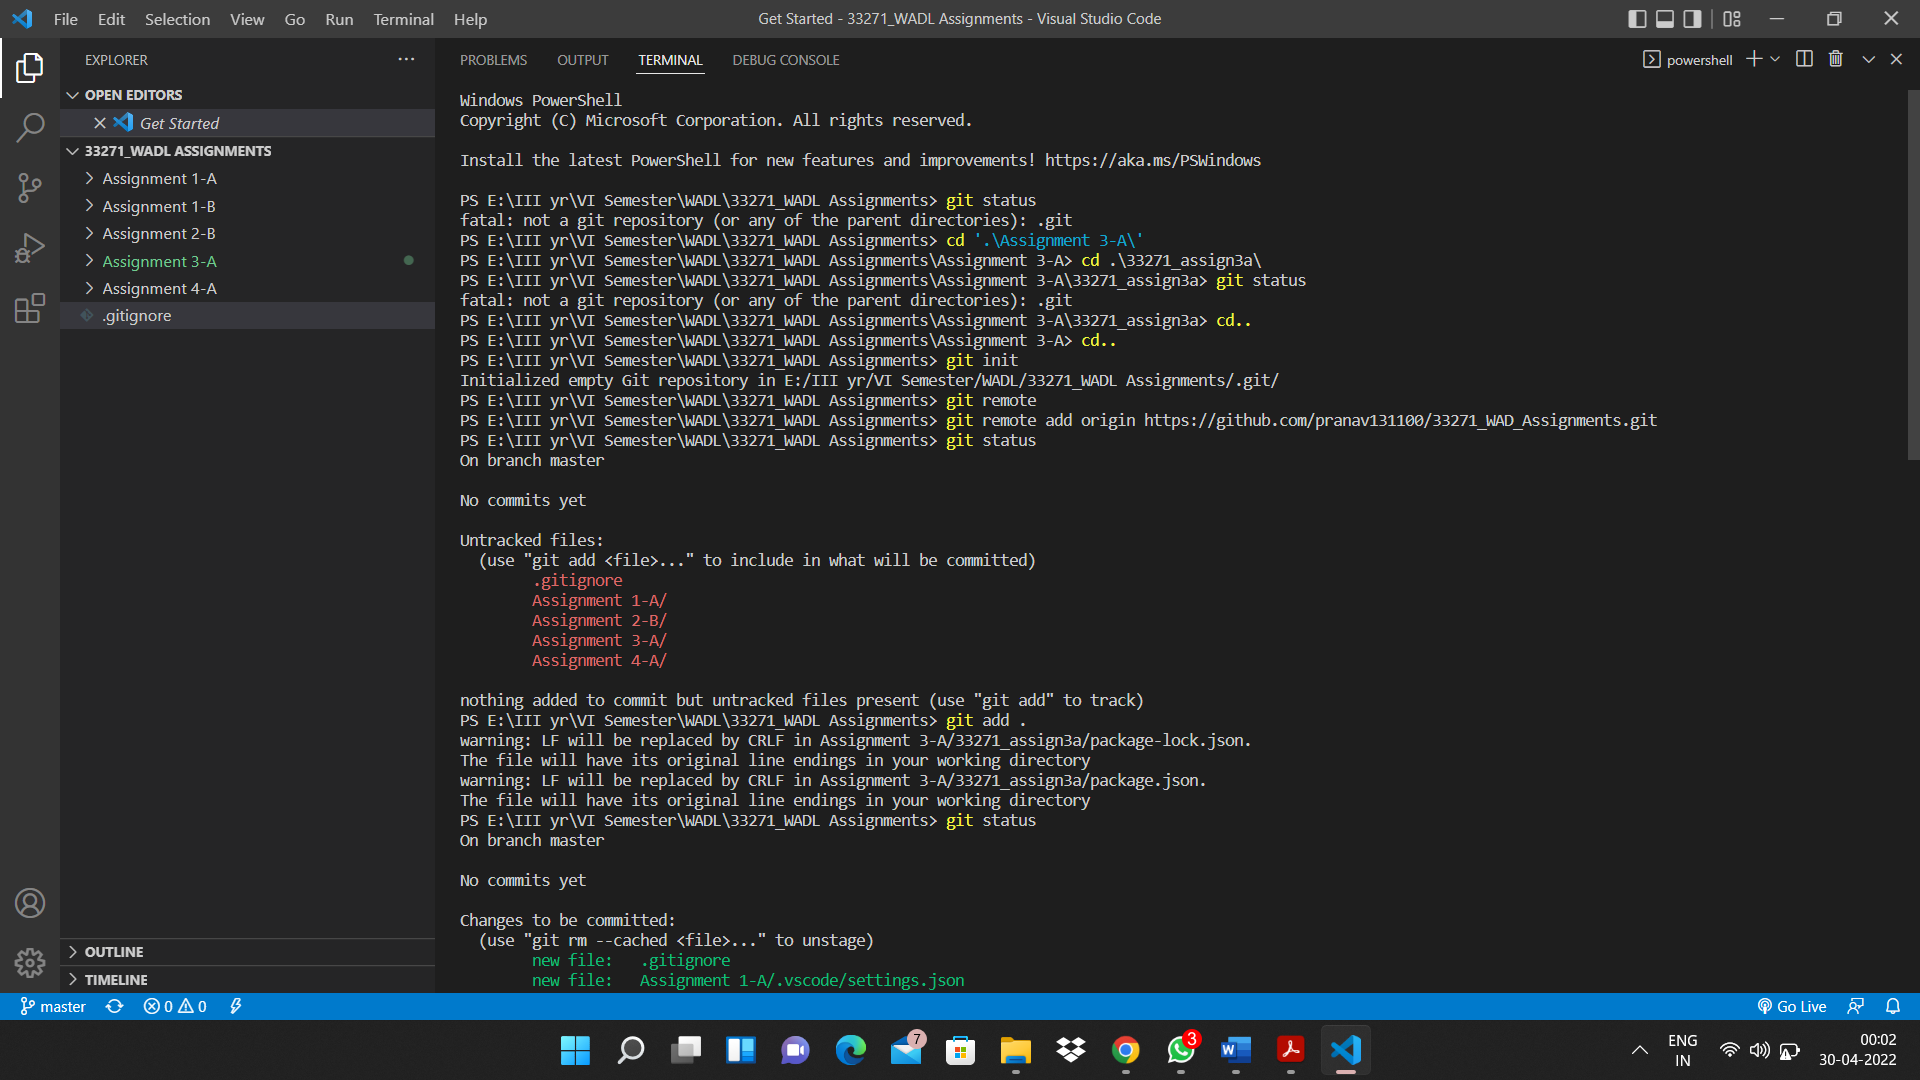 File Edit Selection View Go Run Terminal Help
Get Started - 33271_WADL Assignments - Visual Studio Code
EXPLORER
OPEN EDITORS
Get Started
33271_WADL ASSIGNMENTS
Assignment 1-A
Assignment 1-B
Assignment 2-B
Assignment 3-A
Assignment 4-A
.gitignore
OUTLINE
TIMELINE
PROBLEMS OUTPUT TERMINAL DEBUG CONSOLE
powershell
Windows PowerShell
Copyright (C) Microsoft Corporation. All rights reserved.
Install the latest PowerShell for new features and improvements! https://aka.ms/PSWindows
PS E:\III yr\VI Semester\WADL\33271_WADL Assignments> git status
fatal: not a git repository (or any of the parent directories): .git
PS E:\III yr\VI Semester\WADL\33271_WADL Assignments> cd '.\Assignment 3-A\'
PS E:\III yr\VI Semester\WADL\33271_WADL Assignments\Assignment 3-A> cd .\33271_assign3a\
PS E:\III yr\VI Semester\WADL\33271_WADL Assignments\Assignment 3-A\33271_assign3a> git status
fatal: not a git repository (or any of the parent directories): .git
PS E:\III yr\VI Semester\WADL\33271_WADL Assignments\Assignment 3-A\33271_assign3a> cd..
PS E:\III yr\VI Semester\WADL\33271_WADL Assignments\Assignment 3-A> cd..
PS E:\III yr\VI Semester\WADL\33271_WADL Assignments> git init
Initialized empty Git repository in E:/III yr/VI Semester/WADL/33271_WADL Assignments/.git/
PS E:\III yr\VI Semester\WADL\33271_WADL Assignments> git remote
PS E:\III yr\VI Semester\WADL\33271_WADL Assignments> git remote add origin https://github.com/pranav131100/33271_WAD_Assignments.git
PS E:\III yr\VI Semester\WADL\33271_WADL Assignments> git status
On branch master
No commits yet
Untracked files:
(use "git add <file>..." to include in what will be committed)
.gitignore
Assignment 1-A/
Assignment 2-B/
Assignment 3-A/
Assignment 4-A/
nothing added to commit but untracked files present (use "git add" to track)
PS E:\III yr\VI Semester\WADL\33271_WADL Assignments> git add .
warning: LF will be replaced by CRLF in Assignment 3-A/33271_assign3a/package-lock.json.
The file will have its original line endings in your working directory
warning: LF will be replaced by CRLF in Assignment 3-A/33271_assign3a/package.json.
The file will have its original line endings in your working directory
PS E:\III yr\VI Semester\WADL\33271_WADL Assignments> git status
On branch master
No commits yet
Changes to be committed:
(use "git rm --cached <file>..." to unstage)
new file: .gitignore
new file: Assignment 1-A/.vscode/settings.json
master 0 0
Go Live
7
3
W
ENG
IN
00:02
30-04-2022